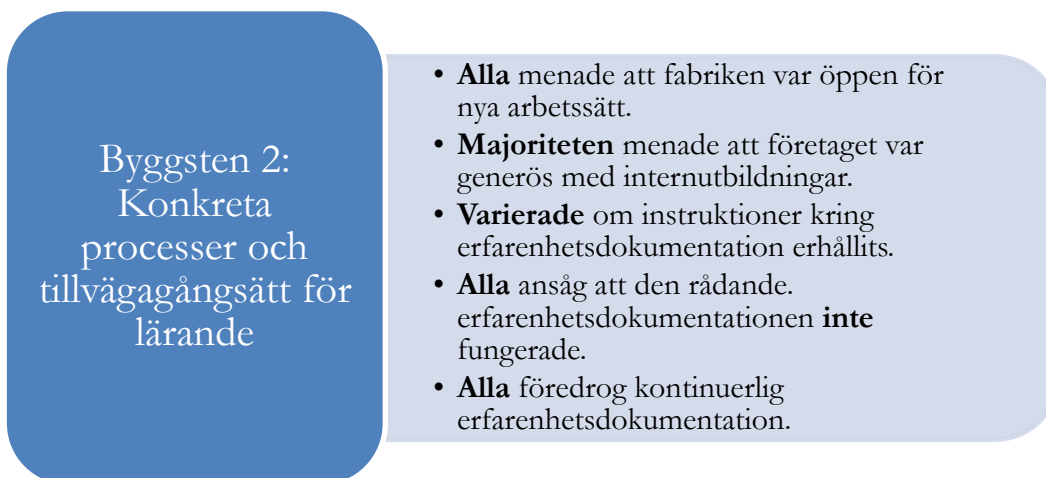 Byggsten 2:
Konkreta
processer och
tillvägagångsätt för
lärande
• Alla menade att fabriken var öppen för
nya arbetssätt.
• Majoriteten menade att företaget var
generös med internutbildningar.
• Varierade om instruktioner kring
erfarenhetsdokumentation erhållits.
• Alla ansåg att den rådande.
erfarenhetsdokumentationen inte
fungerade.
• Alla föredrog kontinuerlig
erfarenhetsdokumentation.